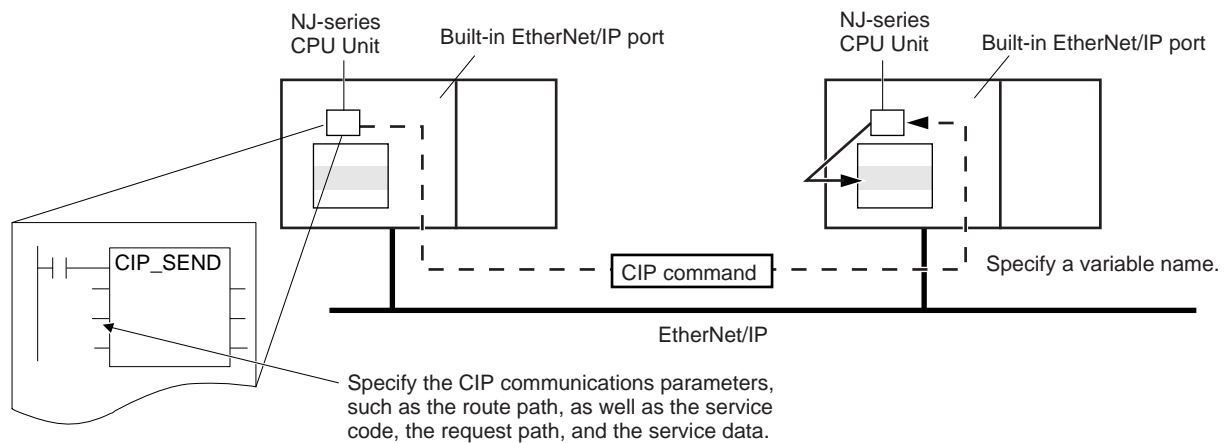 NJ-series
CPU Unit
Built-in EtherNet/IP port
NJ-series
CPU Unit
Built-in EtherNet/IP port
CIP_SEND
CIP command
Specify a variable name.
EtherNet/IP
Specify the CIP communications parameters,
such as the route path, as well as the service
code, the request path, and the service data.